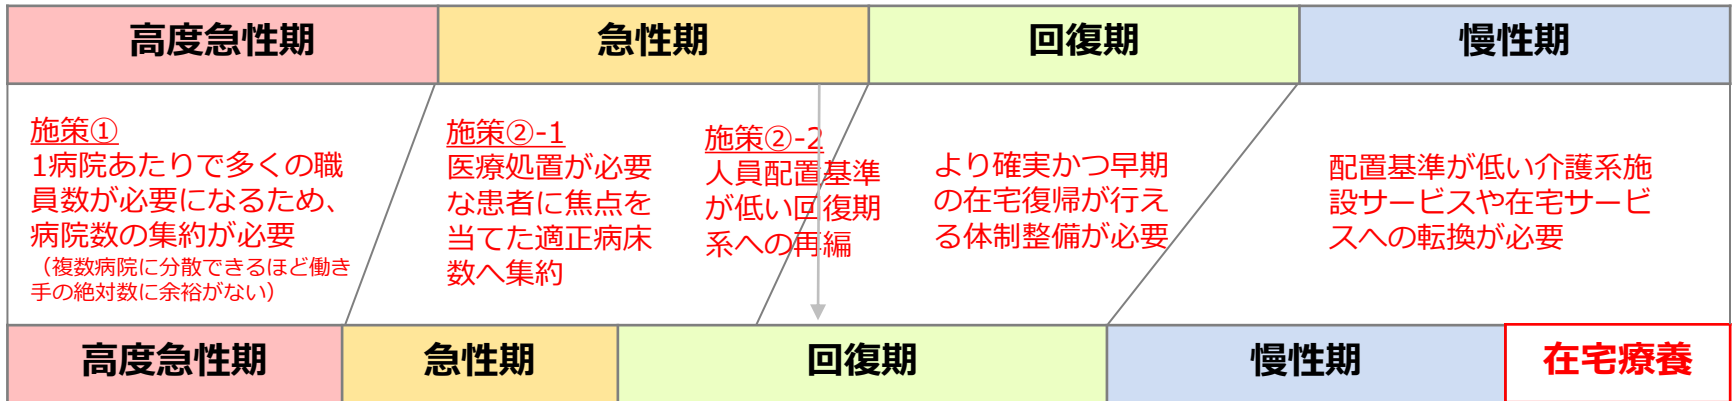 高度急性期
急性期
回復期
慢性期
施策①
1病院あたりで多くの職
員数が必要になるため、
病院数の集約が必要
（複数病院に分散できるほど働き
手の絶対数に余裕がない）
施策②-1
医療処置が必要
な患者に焦点を
当てた適正病床
数へ集約
施策②-2
人員配置基準
が低い回復期
系への再編
より確実かつ早期
の在宅復帰が行え
る体制整備が必要
配置基準が低い介護系施
設サービスや在宅サービ
スへの転換が必要
高度急性期
急性期
回復期
慢性期
在宅療養